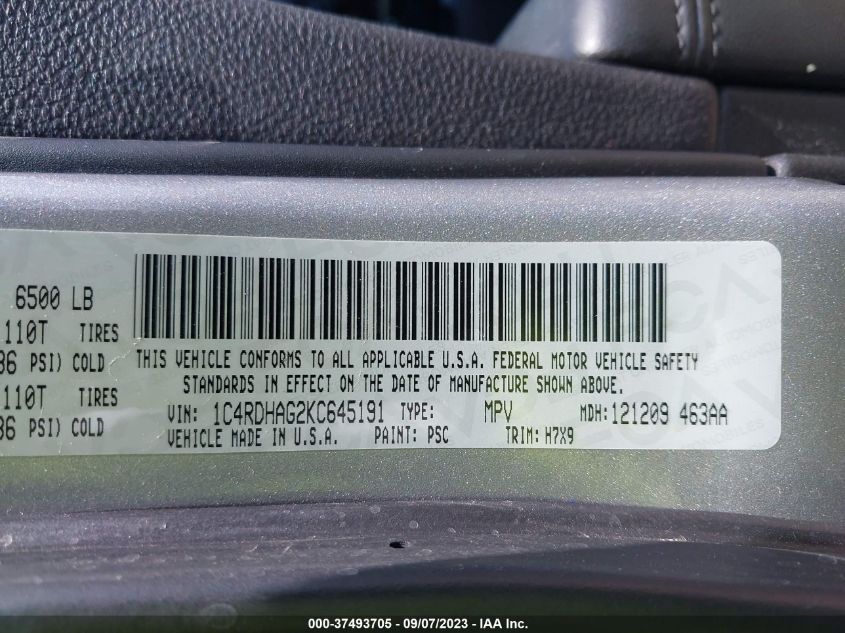 6500 LB
110T TIRES
36 PSI) COLD
110T TIRES
36 PSI) COLD
THIS VEHICLE CONFORMS TO ALL APPLICABLE U.S.A. FEDERAL MOTOR VEHICLE SAFETY
STANDARDS IN EFFECT ON THE DATE OF MANUFACTURE SHOWN ABOVE.
VIN: 1C4RDHAG2KC645191 TYPE: MPV MDH:121209 463AA
VEHICLE MADE IN U.S.A. PAINT: PSC TRIM: H7X9
000-37493705 - 09/07/2023 - IAA Inc.